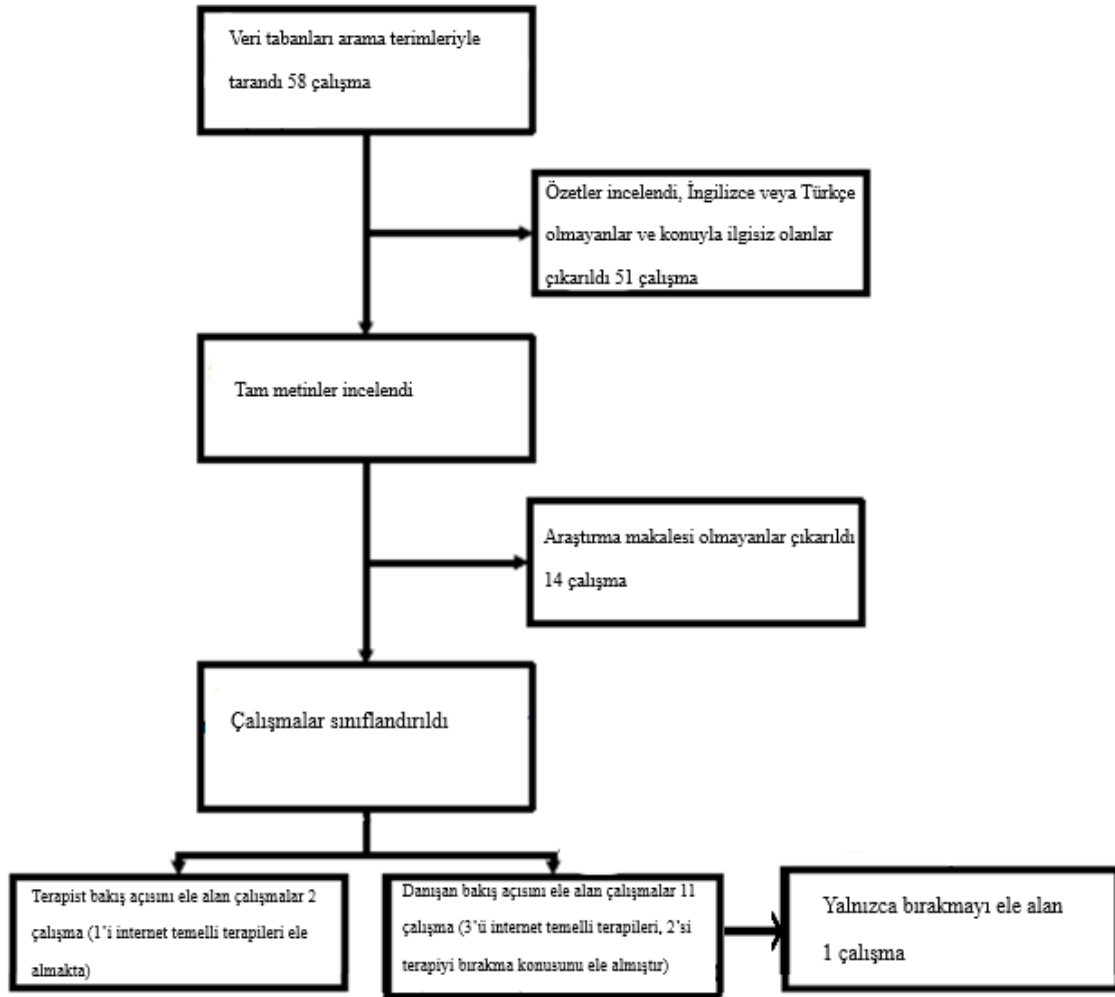 Veri tabanları arama terimleriyle
tarandı 58 çalışma
Özetler incelendi, İngilizce veya Türkçe
olmayanlar ve konuyla ilgisiz olanlar
çıkarıldı 51 çalışma
Tam metinler incelendi
Araştırma makalesi olmayanlar çıkarıldı
14 çalışma
Çalışmalar sınıflandırıldı
Terapist bakış açısını ele alan çalışmalar 2
çalışma (1’i internet temelli terapileri ele
almakta)
Danışan bakış açısını ele alan çalışmalar 11
çalışma (3’ü internet temelli terapileri, 2’si
terapiyi bırakma konusunu ele almıştır)
Yalnızca bırakmayı ele alan
1 çalışma